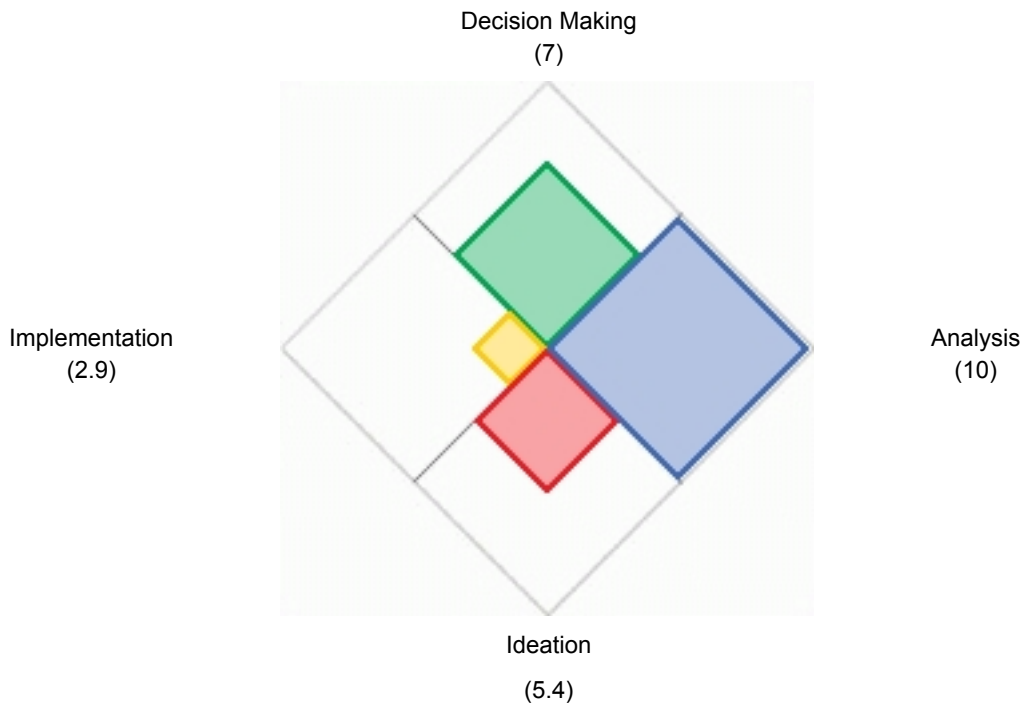 Decision Making
(7)
Implementation
(2.9)
Analysis
(10)
Ideation
(5.4)